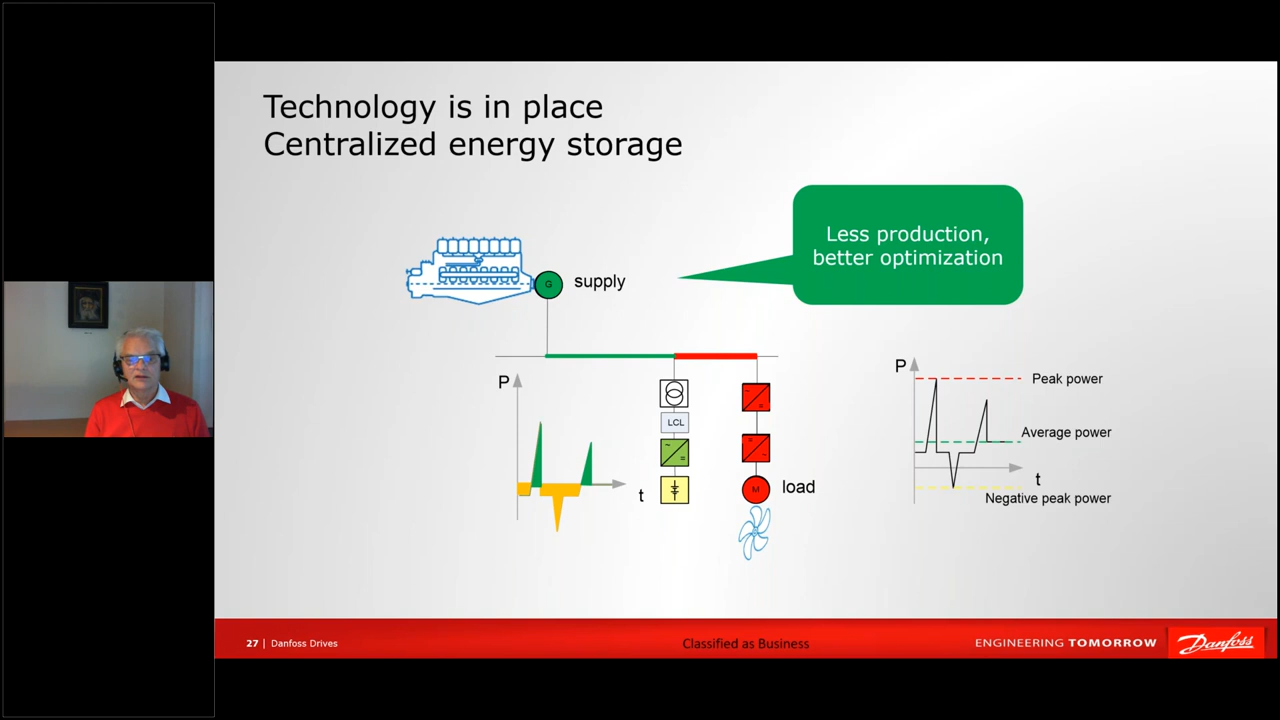 Technology is in place
Centralized energy storage
Less production,
better optimization
G
supply
P
t
LCL
M
load
P
Peak power
Average power
t
Negative peak power
27 | Danfoss Drives
Classified as Business
ENGINEERING TOMORROW
Danfoss